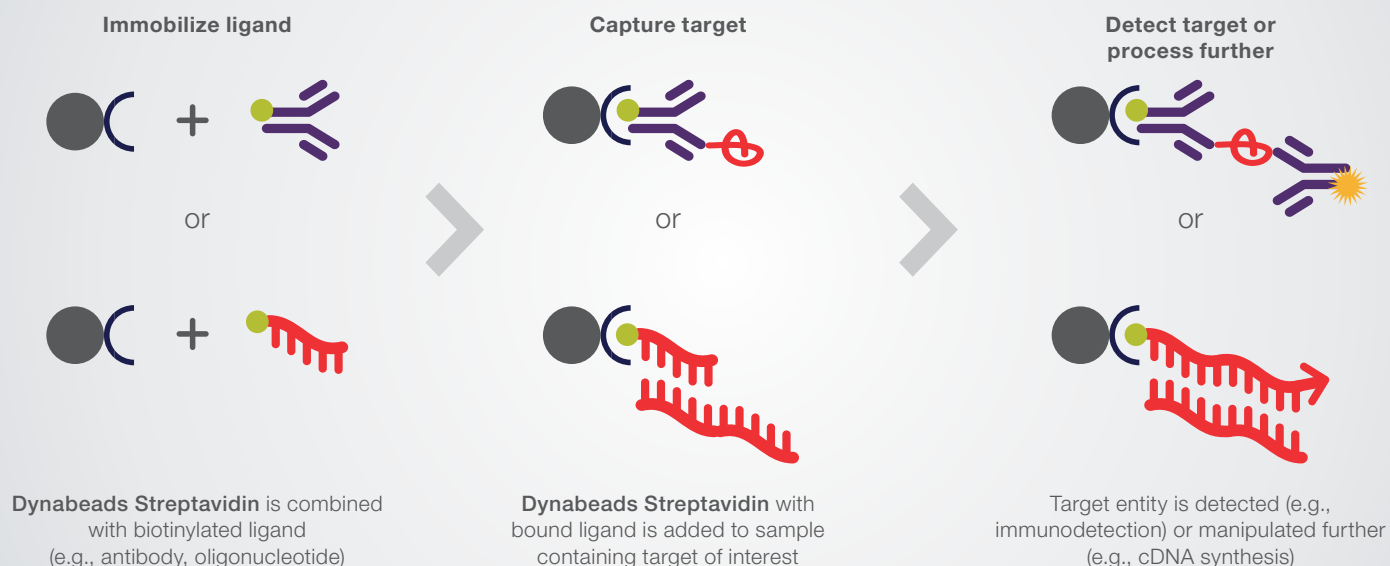 Immobilize ligand
Capture target
Detect target or
process further
or
or
or
Dynabeads Streptavidin is combined
with biotinylated ligand
(e.g., antibody, oligonucleotide)
Dynabeads Streptavidin with
bound ligand is added to sample
containing target of interest
Target entity is detected (e.g.,
immunodetection) or manipulated further
(e.g., cDNA synthesis)